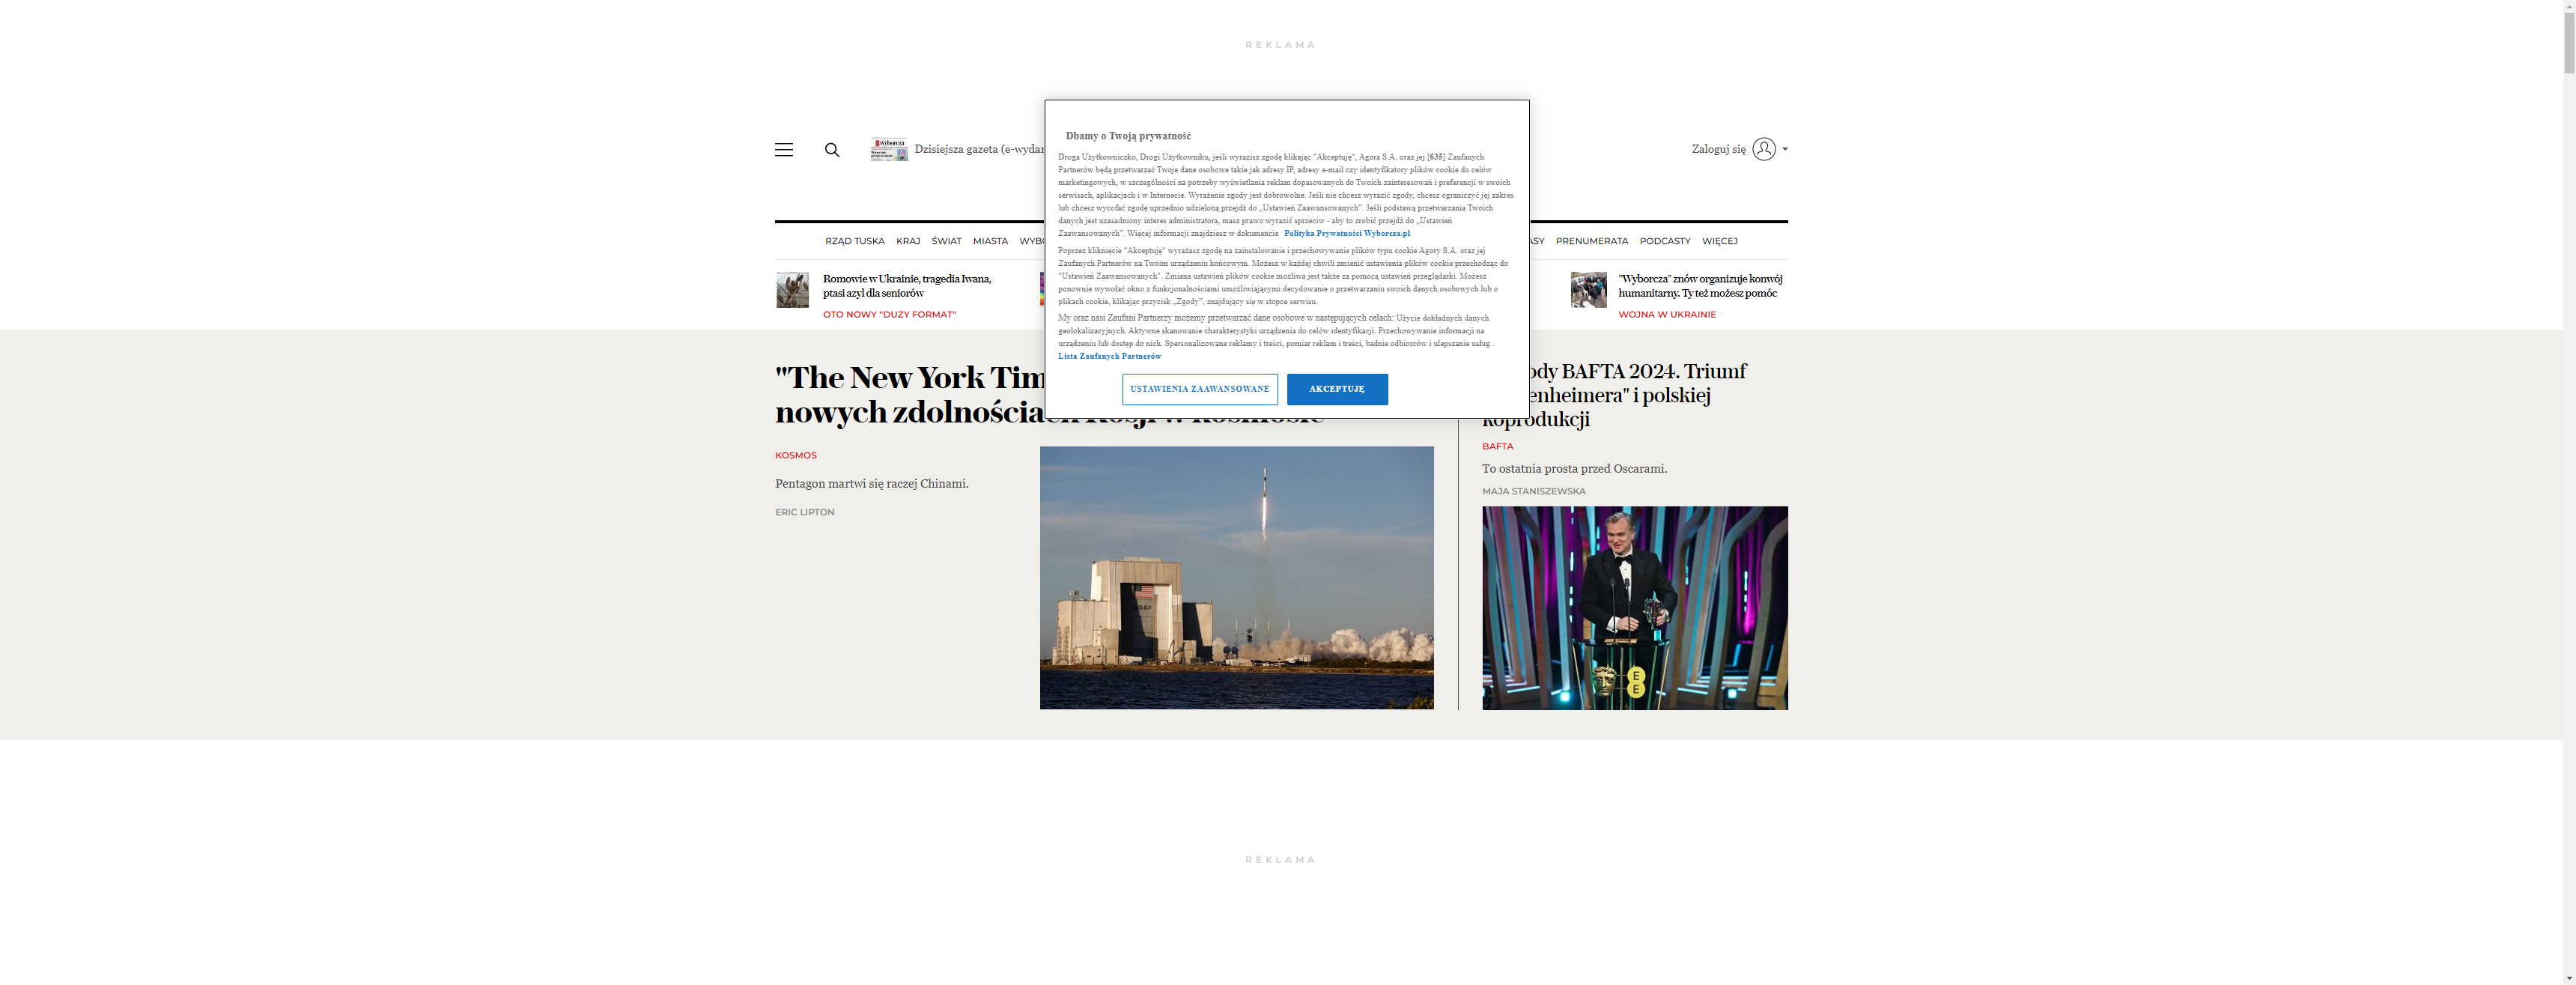 REKLAMA
wyborcza
Dzisiejsza gazeta (e-wydan
Zaloguj się
RZĄD TUSKA KRAJ ŚWIAT MIASTA WYBO
ASY PRENUMERATA PODCASTY WIĘCEJ
Romowie w Ukrainie, tragedia Iwana,
ptasi azyl dla seniorów
OTO NOWY "DUŻY FORMAT"
"Wyborcza" znów organizuje konwój
humanitarny. Ty też możesz pomóc
WOJNA W UKRAINIE
Dbamy o Twoją prywatność
Droga Użytkowniczko, Drogi Użytkowniku, jeśli wyrazisz zgodę klikając "Akceptuję", Agora S.A. oraz jej [635] Zaufanych
Partnerów będą przetwarzać Twoje dane osobowe takie jak adresy IP, adresy e-mail czy identyfikatory plików cookie do celów
marketingowych, w szczególności na potrzeby wyświetlania reklam dopasowanych do Twoich zainteresowań i preferencji w swoich
serwisach, aplikacjach i w Internecie. Wyrażenie zgody jest dobrowolne. Jeśli nie chcesz wyrazić zgody, chcesz ograniczyć jej zakres
lub chcesz wycofać zgodę uprzednio udzieloną przejdź do „Ustawień Zaawansowanych”. Jeśli podstawą przetwarzania Twoich
danych jest uzasadniony interes administratora, masz prawo wyrazić sprzeciw - aby to zrobić przejdź do „Ustawień
Zaawansowanych”. Więcej informacji znajdziesz w dokumencie Polityka Prywatności Wyborcza.pl
Poprzez kliknięcie "Akceptuję" wyrażasz zgodę na zainstalowanie i przechowywanie plików typu cookie Agory S.A. oraz jej
Zaufanych Partnerów na Twoim urządzeniu końcowym. Możesz w każdej chwili zmienić ustawienia plików cookie przechodząc do
"Ustawień Zaawansowanych". Zmiana ustawień plików cookie możliwa jest także za pomocą ustawień przeglądarki. Możesz
ponownie wywołać okno z funkcjonalnościami umożliwiającymi decydowanie o przetwarzaniu swoich danych osobowych lub o
plikach cookie, klikając przycisk „Zgody”, znajdujący się w stopce serwisu.
My oraz nasi Zaufani Partnerzy możemy przetwarzać dane osobowe w następujących celach: Użycie dokładnych danych
geolokalizacyjnych. Aktywne skanowanie charakterystyki urządzenia do celów identyfikacji. Przechowywanie informacji na
urządzeniu lub dostęp do nich. Spersonalizowane reklamy i treści, pomiar reklam i treści, badnie odbiorców i ulepszanie usług .
Lista Zaufanych Partnerów
USTAWIENIA ZAAWANSOWANE
AKCEPTUJĘ
"The New York Tim
nowych zdolnościach Rosji w kosmosie
KOSMOS
Pentagon martwi się raczej Chinami.
ERIC LIPTON
ody BAFTA 2024. Triumf
enheimera" i polskiej
koprodukcji
BAFTA
To ostatnia prosta przed Oscarami.
MAJA STANISZEWSKA
USAF
E
E
REKLAMA